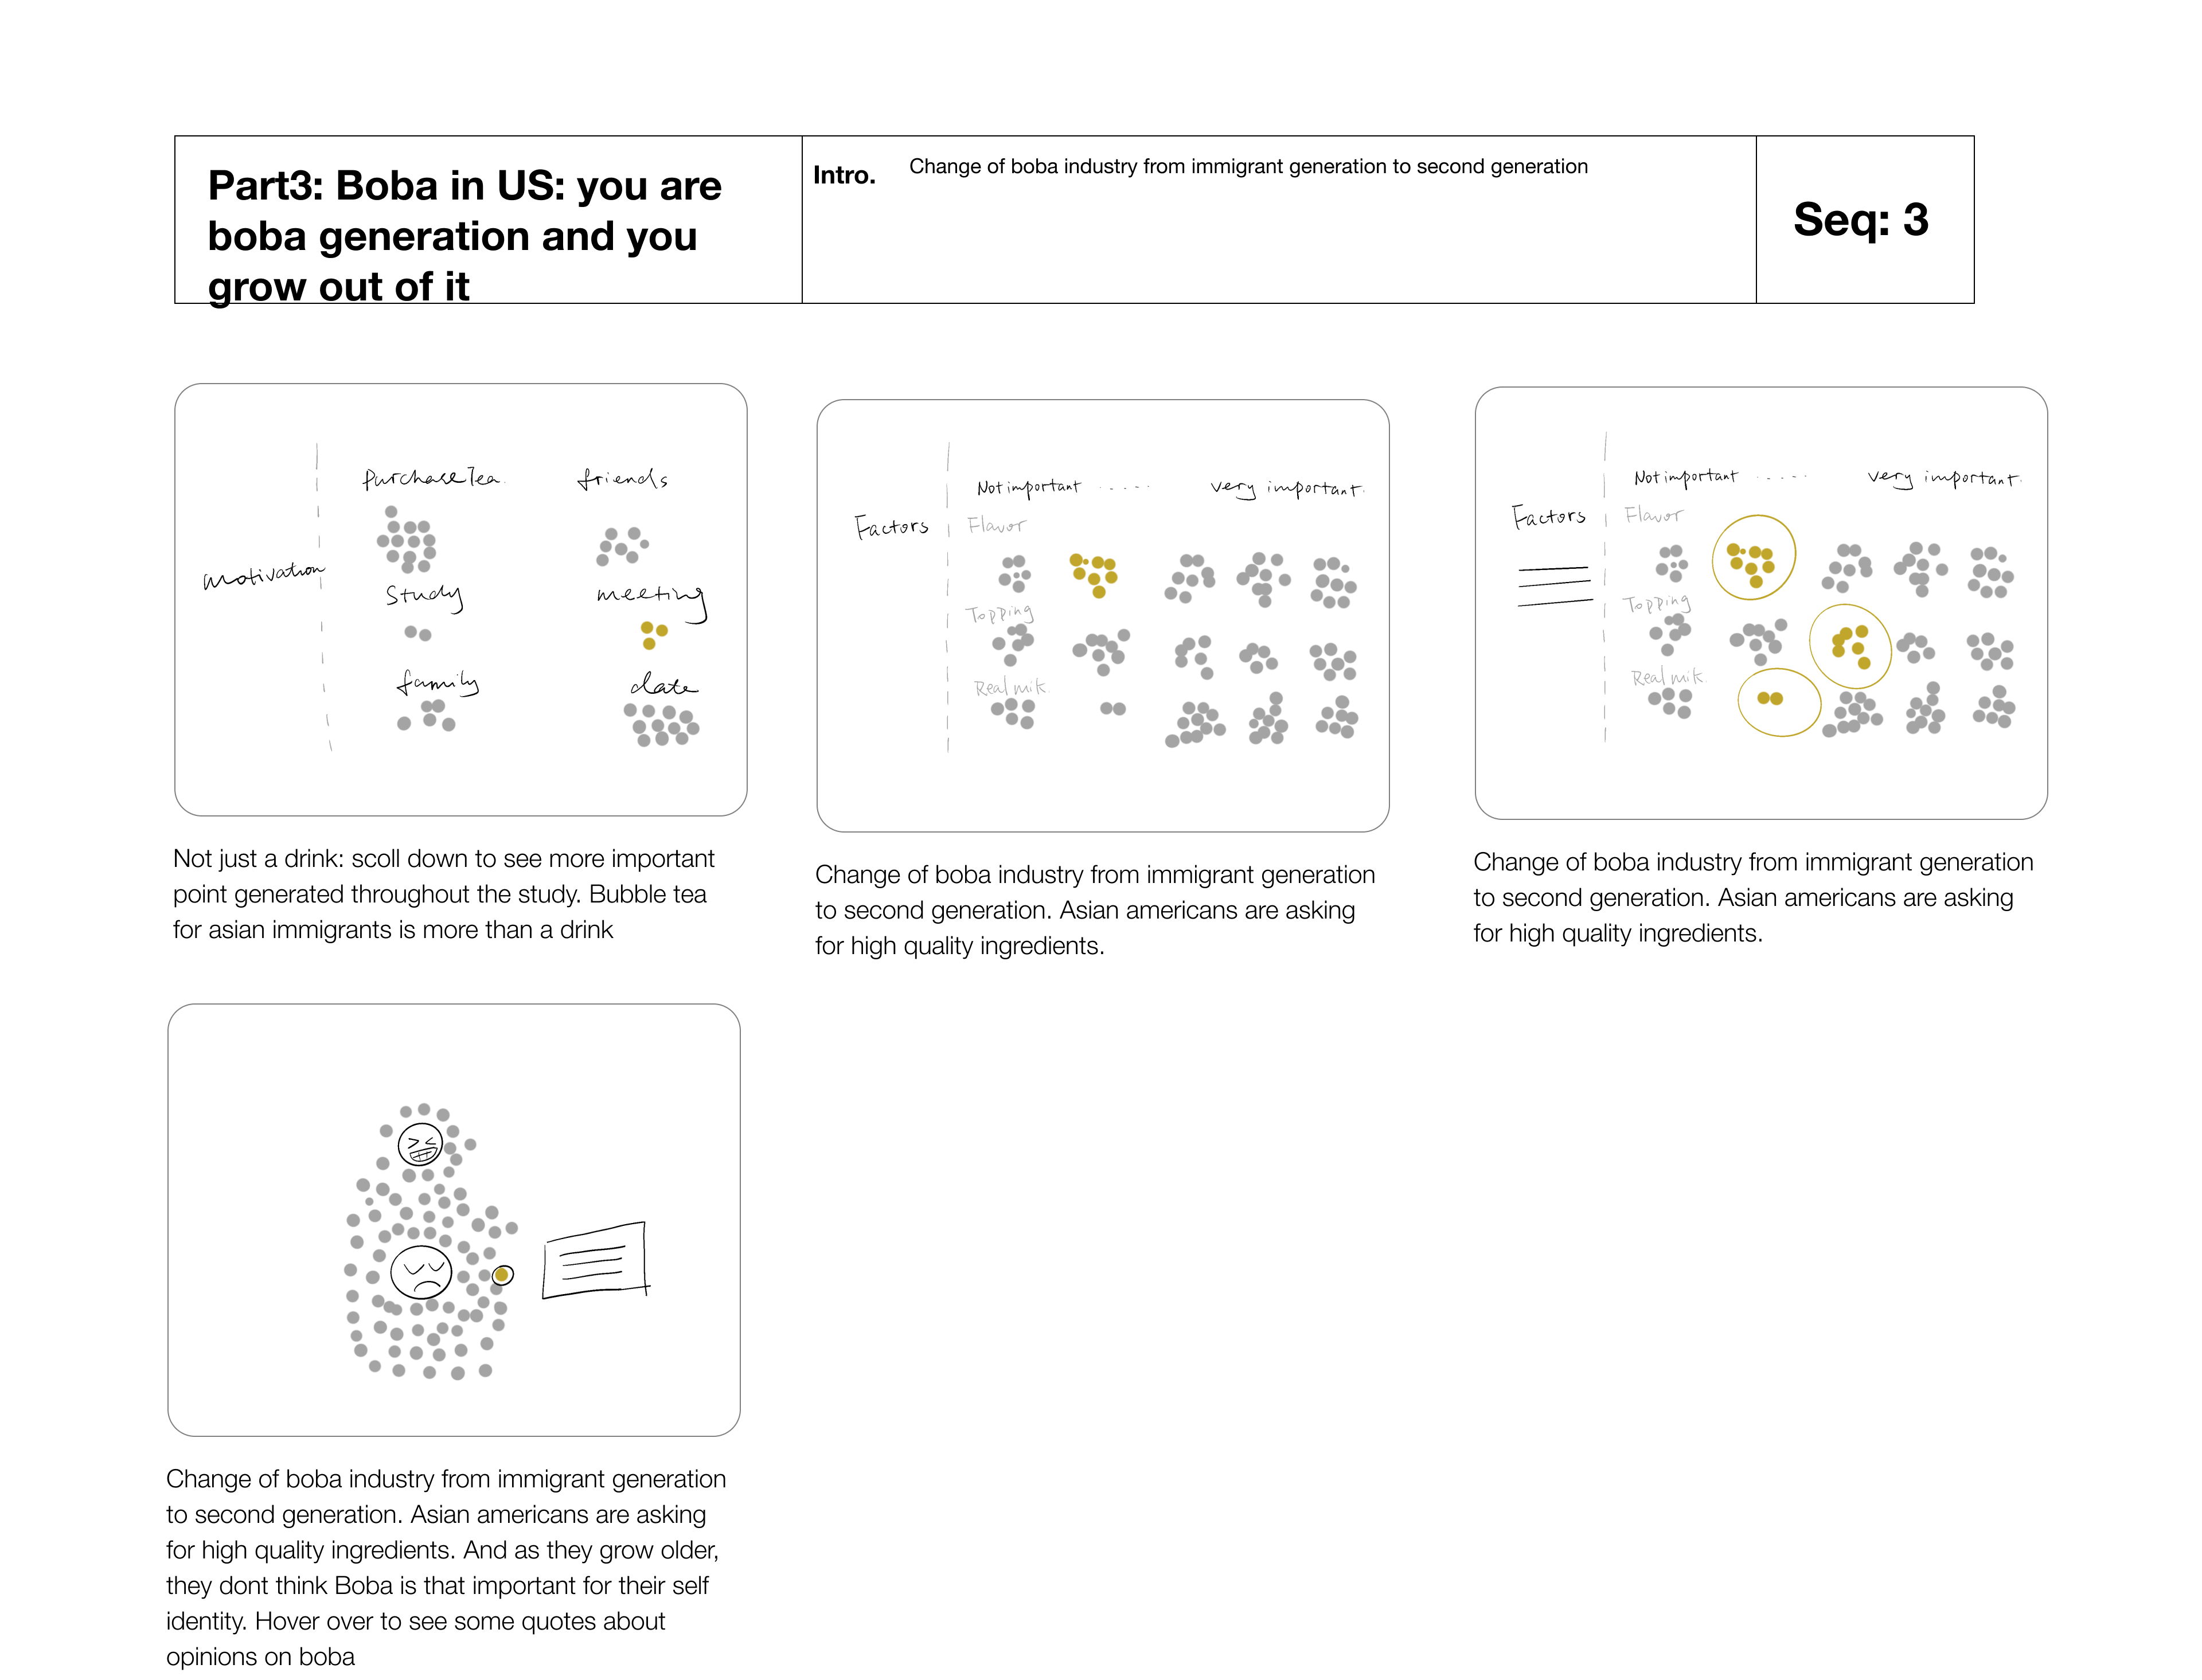 Part3: Boba in US: you are
boba generation and you
grow out of it
Intro.
Change of boba industry from immigrant generation to second generation
Seq: 3
motivation
PurchaseTea.
friends
Study
meeting
family
date
Not just a drink: scoll down to see more important
point generated throughout the study. Bubble tea
for asian immigrants is more than a drink
Factors
Not important ..... very important.
Flavor
Topping
Real mik.
Change of boba industry from immigrant generation
to second generation. Asian americans are asking
for high quality ingredients.
Factors
Not important ..... very important.
Flavor
Topping
Real mik.
Change of boba industry from immigrant generation
to second generation. Asian americans are asking
for high quality ingredients.
Change of boba industry from immigrant generation
to second generation. Asian americans are asking
for high quality ingredients. And as they grow older,
they dont think Boba is that important for their self
identity. Hover over to see some quotes about
opinions on boba